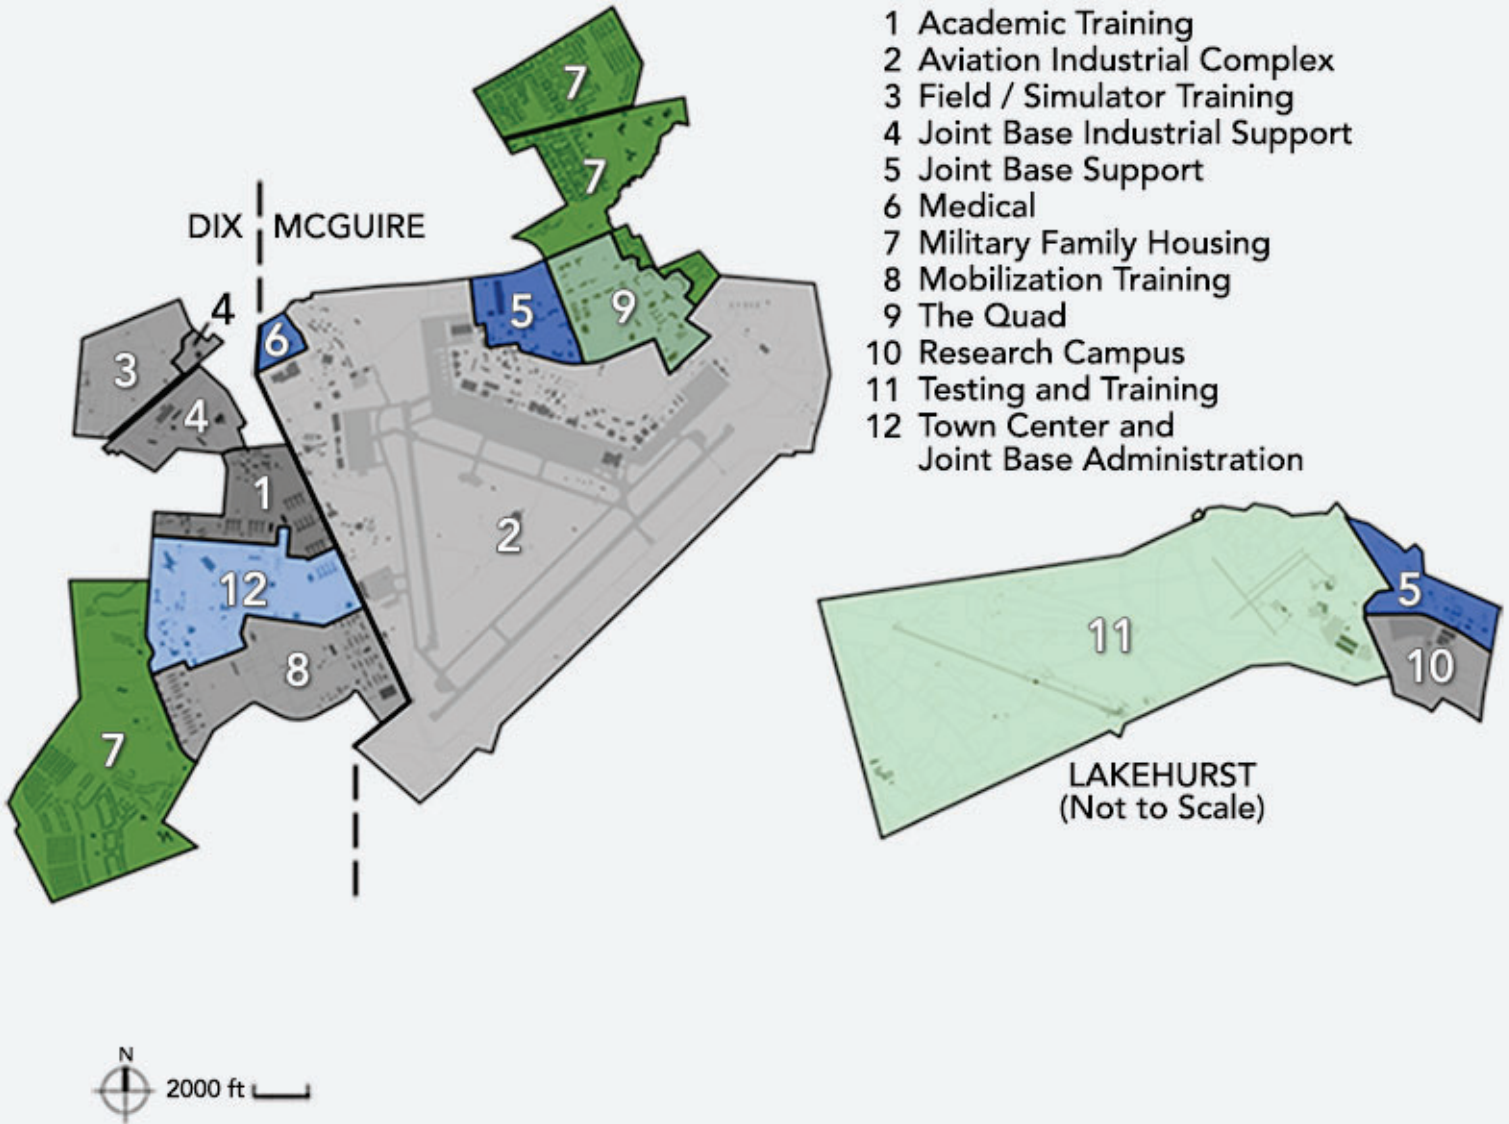 1 Academic Training
2 Aviation Industrial Complex
3 Field / Simulator Training
4 Joint Base Industrial Support
5 Joint Base Support
6 Medical
7 Military Family Housing
8 Mobilization Training
9 The Quad
10 Research Campus
11 Testing and Training
12 Town Center and
Joint Base Administration
7
7
DIX
MCGUIRE
4
5
9
6
3
4
1
2
12
8
7
5
11
10
LAKEHURST
(Not to Scale)
N
2000 ft